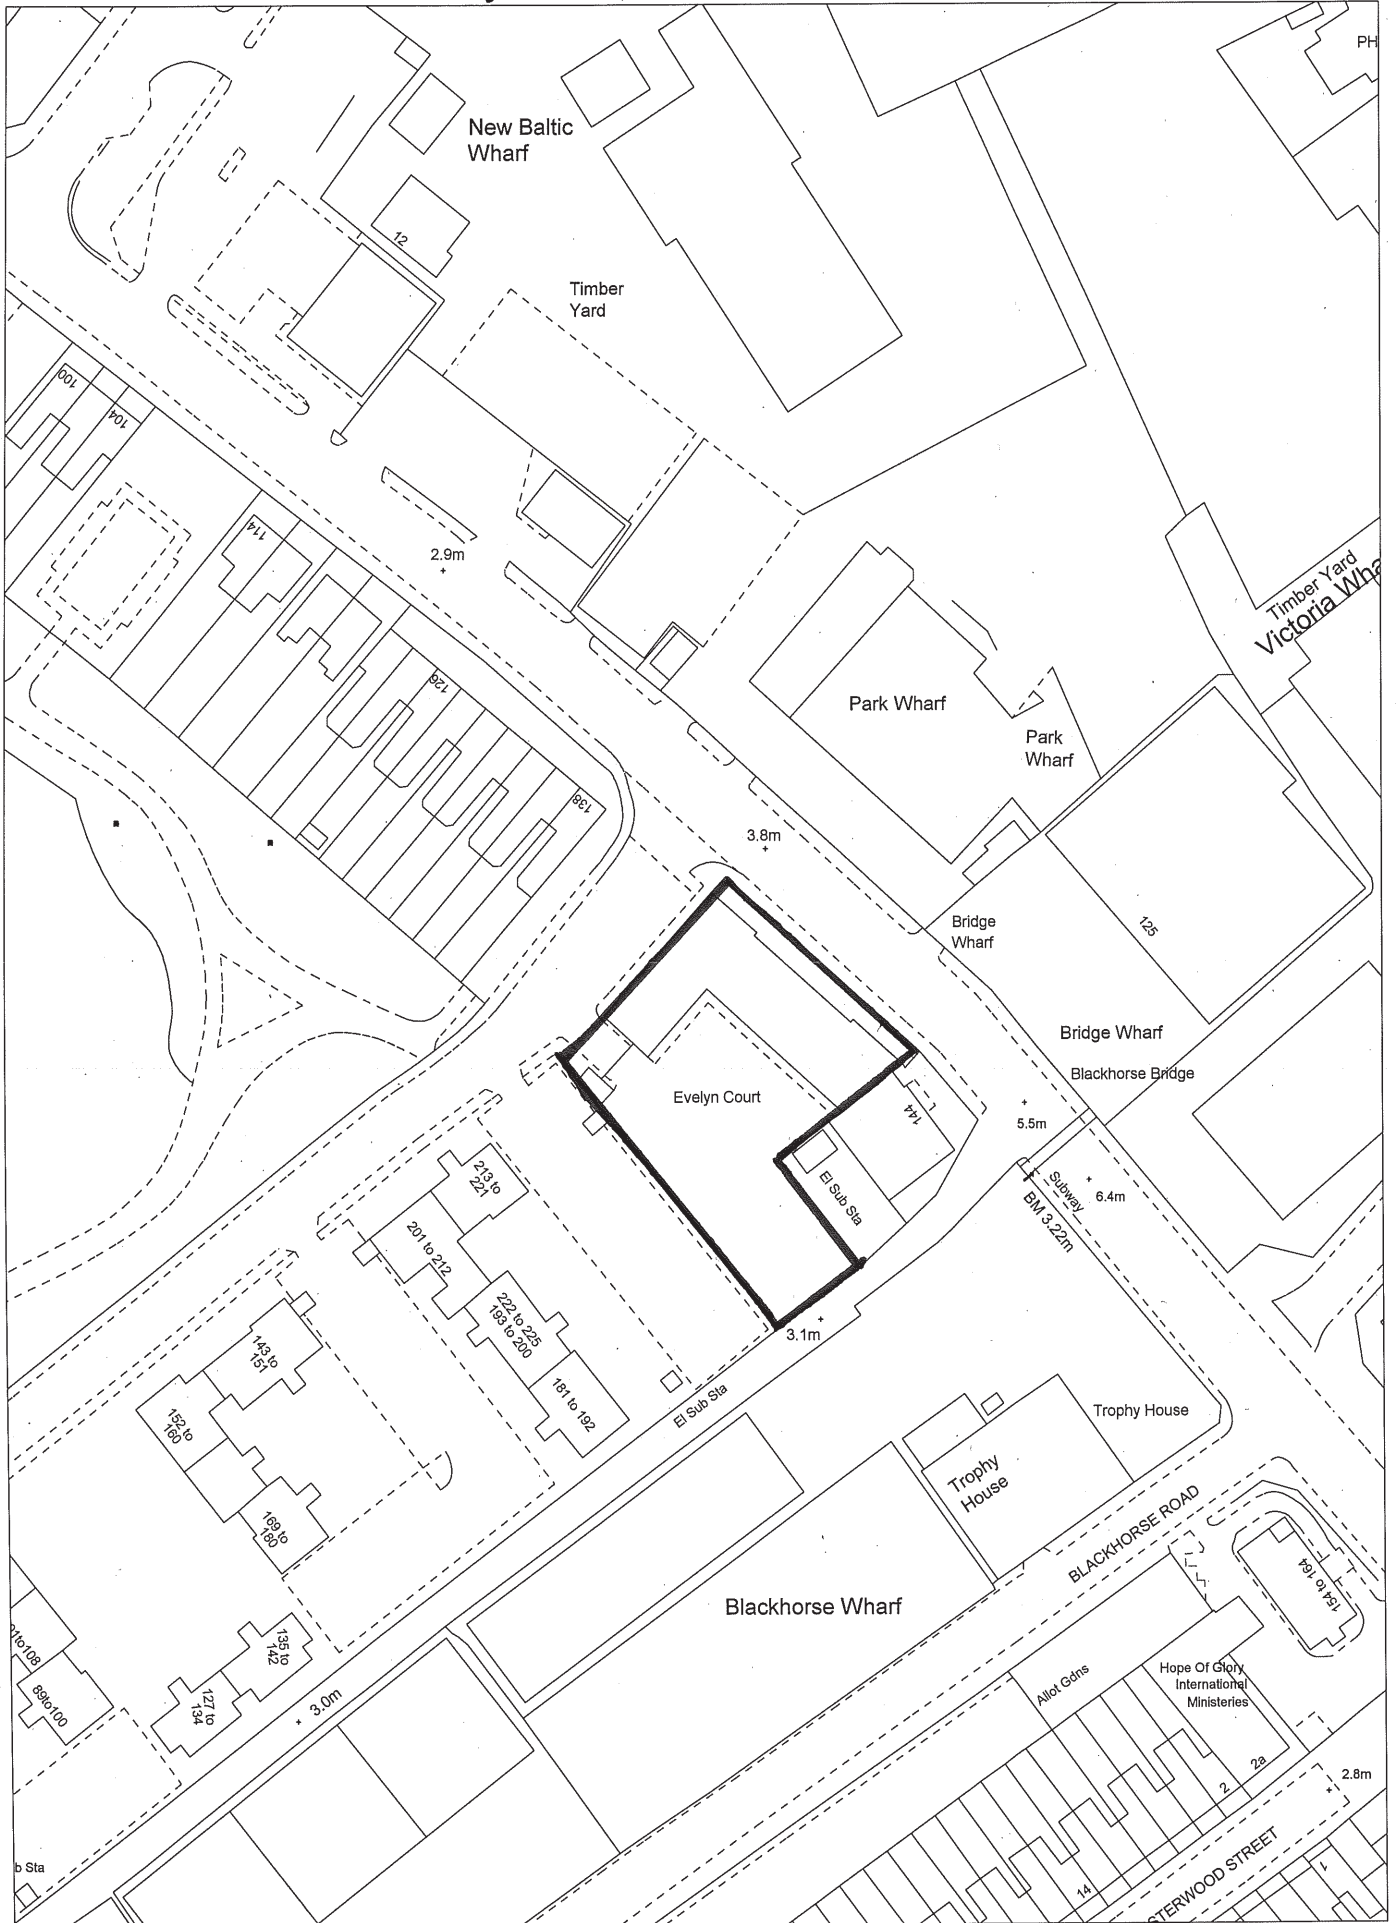 PH
New Baltic
Wharf
12
Timber
Yard
100
104
114
2.9m
Timber Yard
126
Park Wharf
Park
Wharf
138
3.8m
Bridge
Wharf
125
Bridge Wharf
Blackhorse Bridge
Evelyn Court
144
5.5m
El Sub Sta
Subway
6.4m
BM 3.22m
213 to
221
201 to 212
222 to 225
193 to 200
3.1m
143 to
151
181 to 192
El Sub Sta
152 to
160
Trophy House
Trophy
House
169 to
180
BLACKHORSE ROAD
154 to 164
Blackhorse Wharf
135 to
142
89to100
127 to
134
3.0m
Allot Gdns
Hope Of Glory
International
Ministeries
2
2a
2.8m
14
1